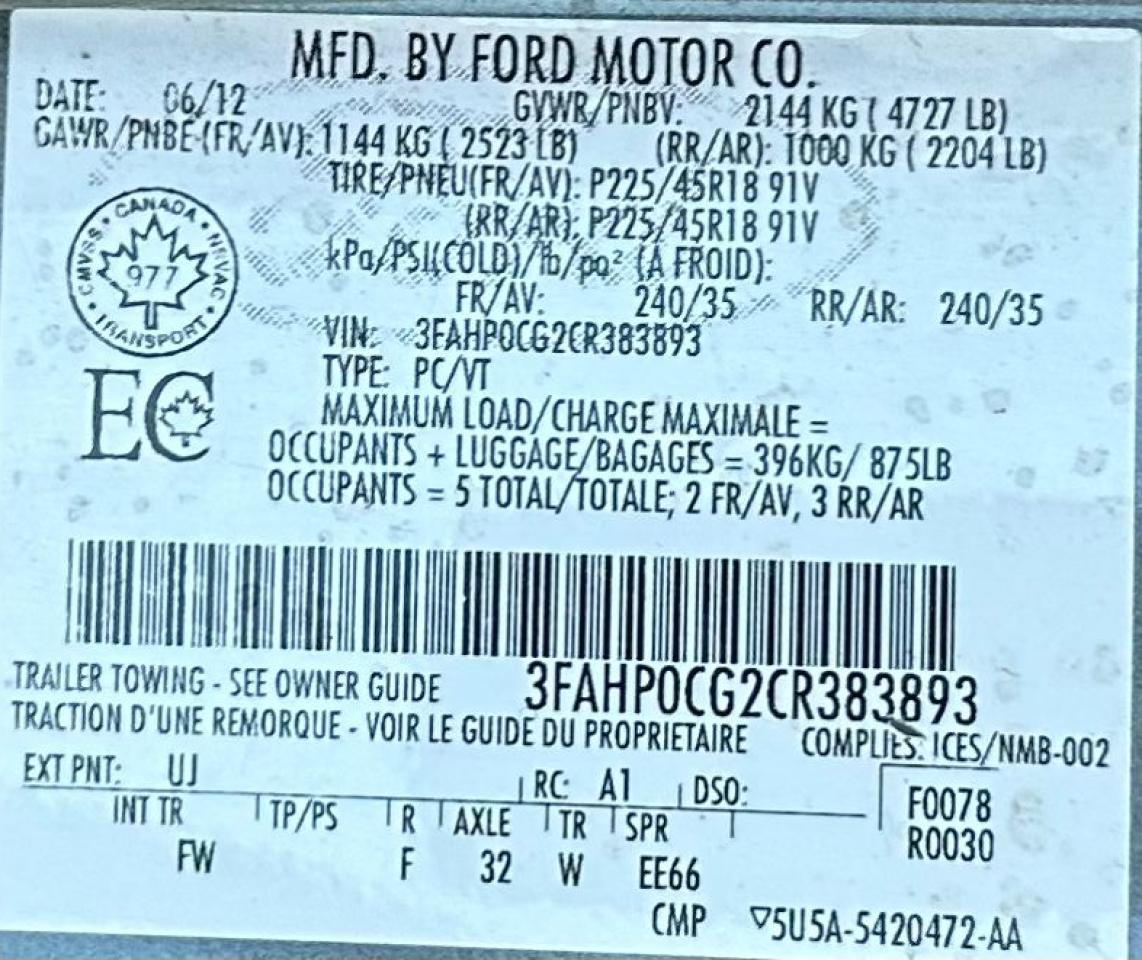 MFD. BY FORD MOTOR CO.
DATE: 06/12 GVWR/PNBV: 2144 KG ( 4727 LB)
GAWR/PNBE-(FR/AV): 1144 KG ( 2523 LB) (RR/AR): 1000 KG ( 2204 LB)
TIRE/PNEU(FR/AV): P225/45R18 91V
(RR/AR): P225/45R18 91V
kPa/PSI(COLD)/lb/po² (A FROID):
FR/AV: 240/35 RR/AR: 240/35
CANADA • NSVAC • TRANSPORT • CMVSS •
977
VIN: 3FAHP0CG2CR383893
TYPE: PC/VT
EC
MAXIMUM LOAD/CHARGE MAXIMALE =
OCCUPANTS + LUGGAGE/BAGAGES = 396KG/ 875LB
OCCUPANTS = 5 TOTAL/TOTALE; 2 FR/AV, 3 RR/AR
TRAILER TOWING - SEE OWNER GUIDE 3FAHP0CG2CR383893
TRACTION D'UNE REMORQUE - VOIR LE GUIDE DU PROPRIETAIRE COMPLIES: ICES/NMB-002
EXT PNT: UJ RC: A1 DSO: F0078
INT TR TP/PS R AXLE TR SPR R0030
FW F 32 W EE66
CMP ▽5U5A-5420472-AA